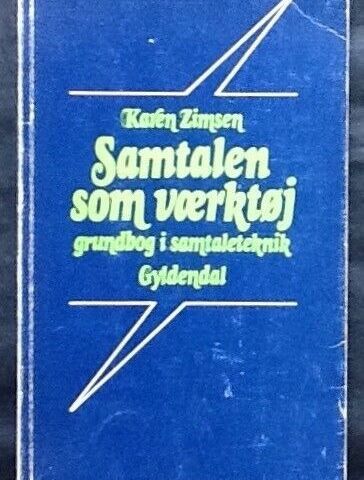 Karen Zimsen
Samtalen
som værktøj
grundbog i samtaleteknik
Gyldendal